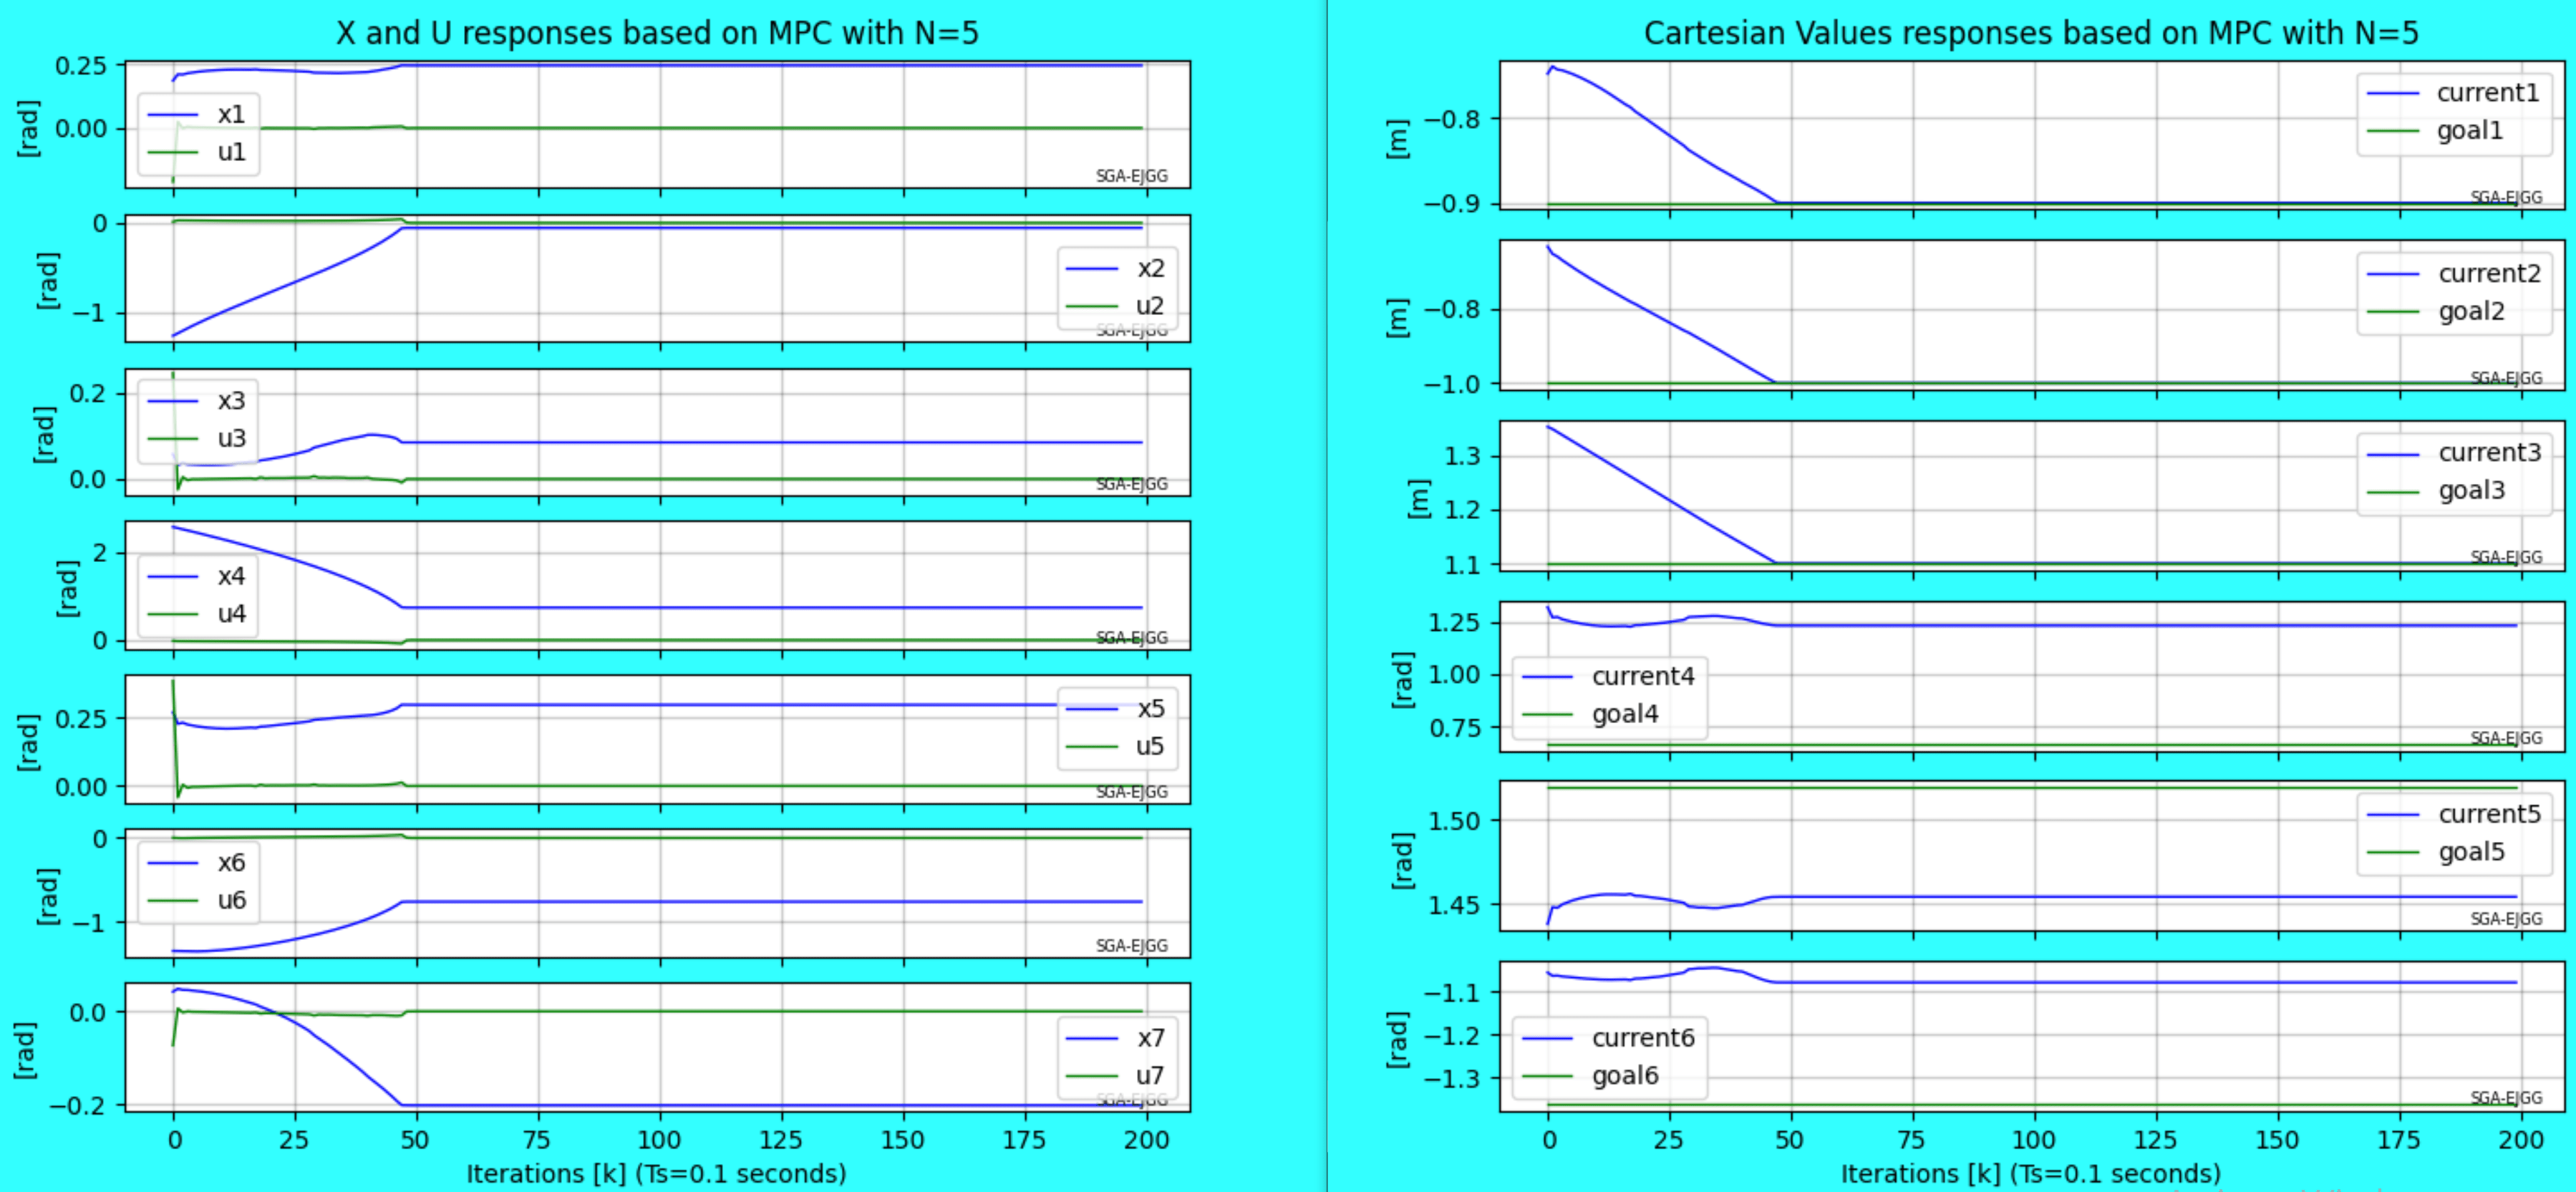 X and U responses based on MPC with N=5
0.25
0.00
[rad]
x1
u1
SGA-EJGG
0
−1
[rad]
x2
u2
SGA-EJGG
0.2
0.0
[rad]
x3
u3
SGA-EJGG
2
0
[rad]
x4
u4
SGA-EJGG
0.25
0.00
[rad]
x5
u5
SGA-EJGG
0
−1
[rad]
x6
u6
SGA-EJGG
0.0
−0.2
[rad]
x7
u7
SGA-EJGG
0 25 50 75 100 125 150 175 200
Iterations [k] (Ts=0.1 seconds)
Cartesian Values responses based on MPC with N=5
−0.8
−0.9
[m]
current1
goal1
SGA-EJGG
−0.8
−1.0
[m]
current2
goal2
SGA-EJGG
1.3
1.2
1.1
[m]
current3
goal3
SGA-EJGG
1.25
1.00
0.75
[rad]
current4
goal4
SGA-EJGG
1.50
1.45
[rad]
current5
goal5
SGA-EJGG
−1.1
−1.2
−1.3
[rad]
current6
goal6
SGA-EJGG
0 25 50 75 100 125 150 175 200
Iterations [k] (Ts=0.1 seconds)